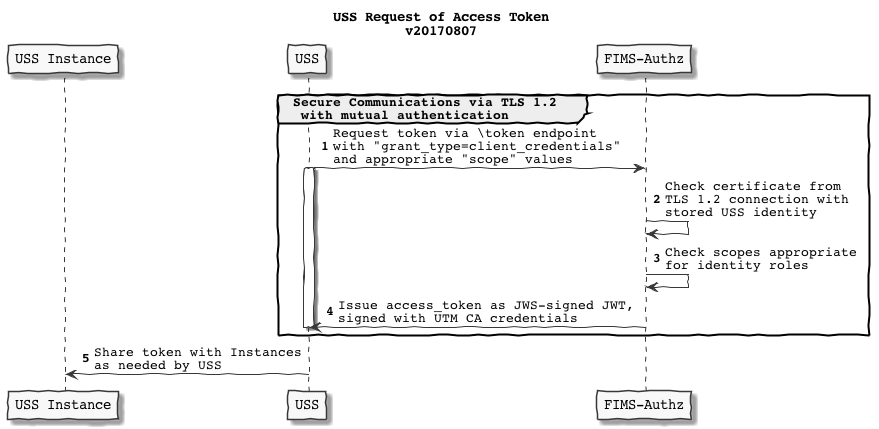 USS Request of Access Token
v20170807
USS Instance
USS
FIMS-Authz
Secure Communications via TLS 1.2
with mutual authentication
1 Request token via \token endpoint
with "grant_type=client_credentials"
and appropriate "scope" values
2 Check certificate from
TLS 1.2 connection with
stored USS identity
3 Check scopes appropriate
for identity roles
4 Issue access_token as JWS-signed JWT,
signed with UTM CA credentials
5 Share token with Instances
as needed by USS
USS Instance
USS
FIMS-Authz